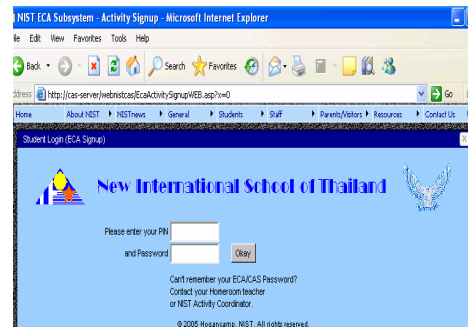 NIST ECA Subsystem - Activity Signup - Microsoft Internet Explorer
File Edit View Favorites Tools Help
Back Search Favorites
Address http://cas-server/webnistcas/EcaActivitySignupWEB.asp?x=0 Go
Home About NIST NISTnews General Students Staff Parents/Visitors Resources Contact Us
Student Login (ECA Signup)
New International School of Thailand
Please enter your PIN
and Password Okay
Can't remember your ECA/CAS Password?
Contact your Homeroom teacher
or NIST Activity Coordinator.
© 2005 Hogancamp, NIST. All rights reserved.